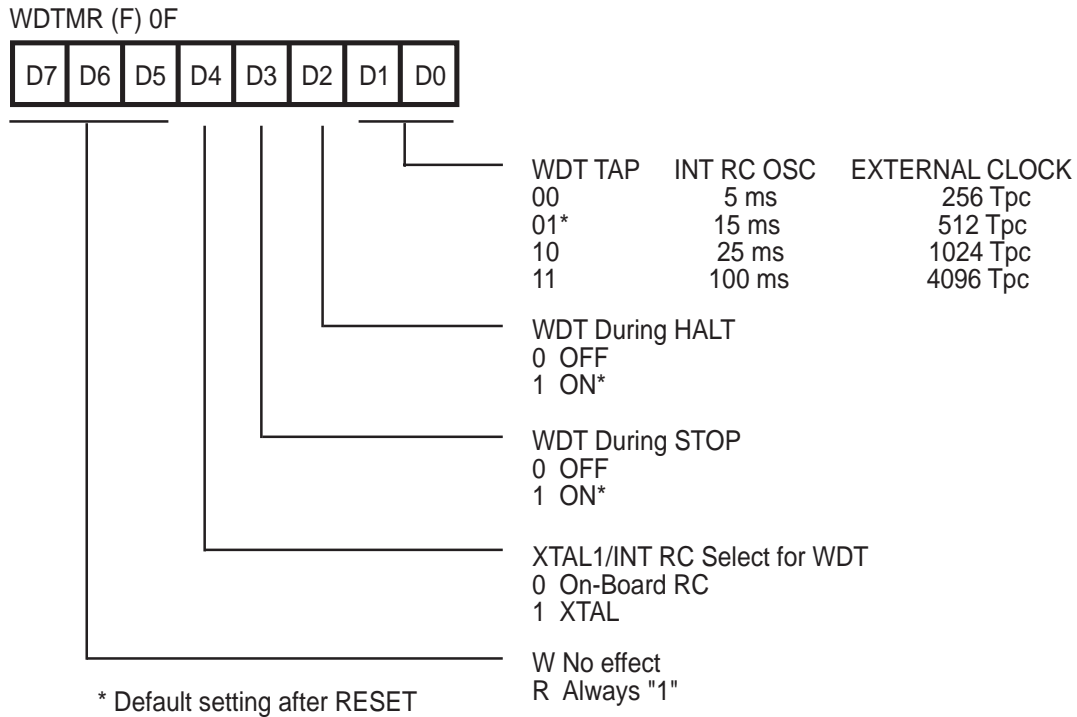 WDTMR (F) 0F
D7 D6 D5 D4 D3 D2 D1 D0
WDT TAP INT RC OSC EXTERNAL CLOCK
00 5 ms 256 Tpc
01* 15 ms 512 Tpc
10 25 ms 1024 Tpc
11 100 ms 4096 Tpc
WDT During HALT
0 OFF
1 ON*
WDT During STOP
0 OFF
1 ON*
XTAL1/INT RC Select for WDT
0 On-Board RC
1 XTAL
W No effect
R Always "1"
* Default setting after RESET